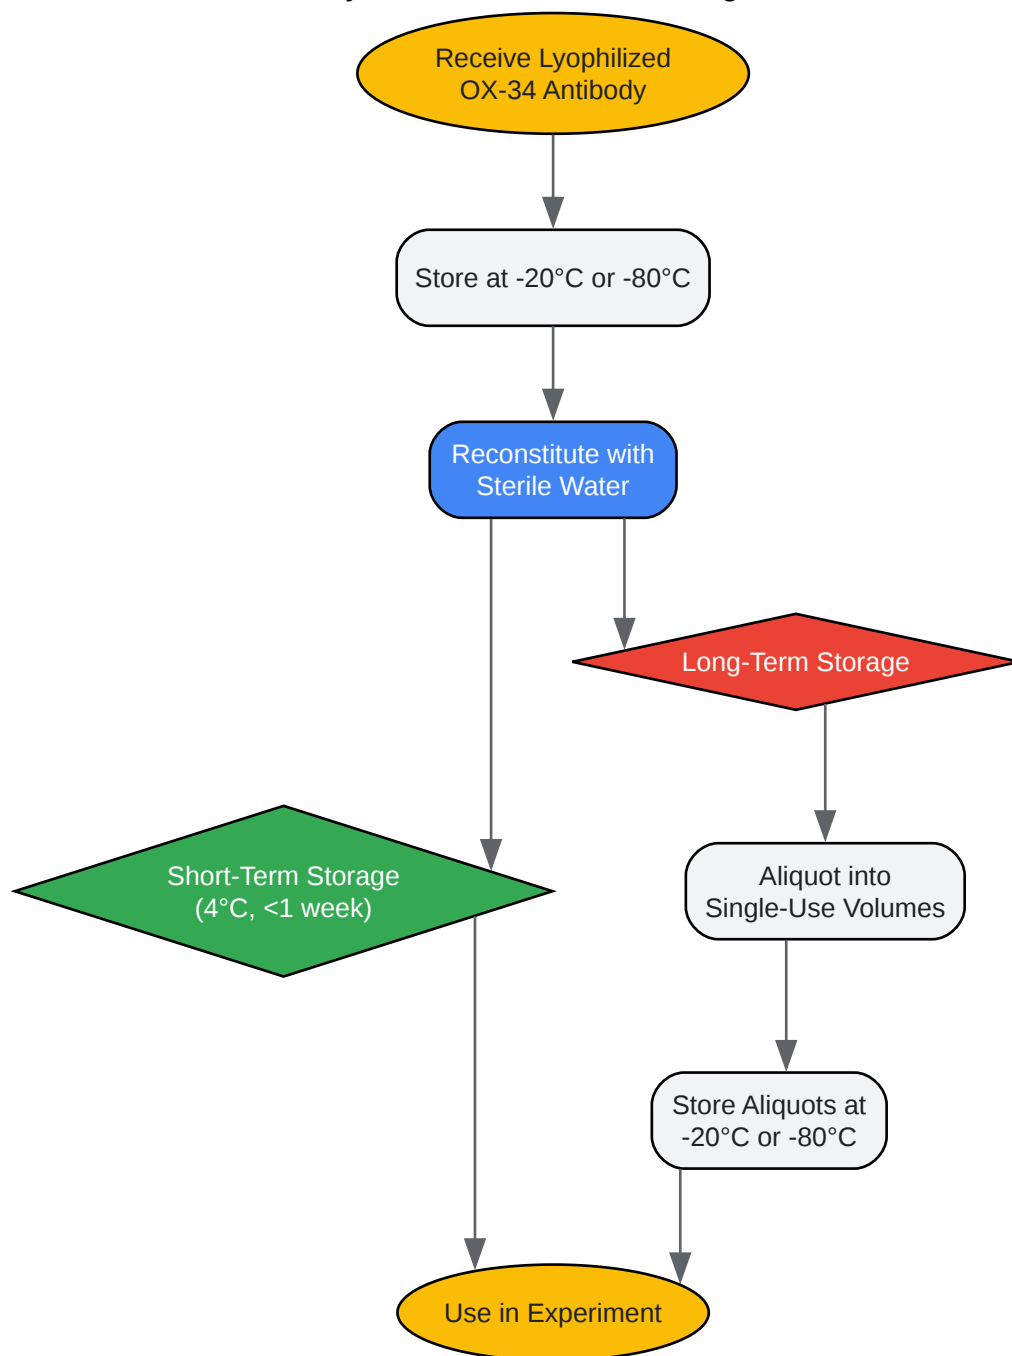 Receive Lyophilized
OX-34 Antibody
Store at -20°C or -80°C
Reconstitute with
Sterile Water
Long-Term Storage
Short-Term Storage
(4°C, <1 week)
Aliquot into
Single-Use Volumes
Store Aliquots at
-20°C or -80°C
Use in Experiment